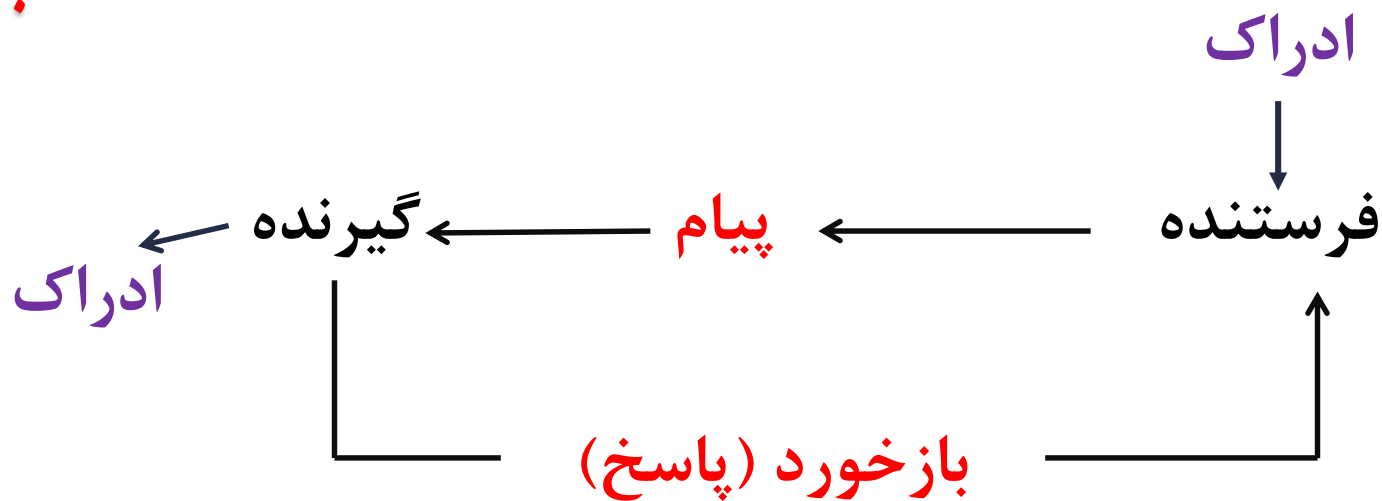 ادراک
فرستنده
پیام
گیرنده
ادراک
بازخورد (پاسخ)